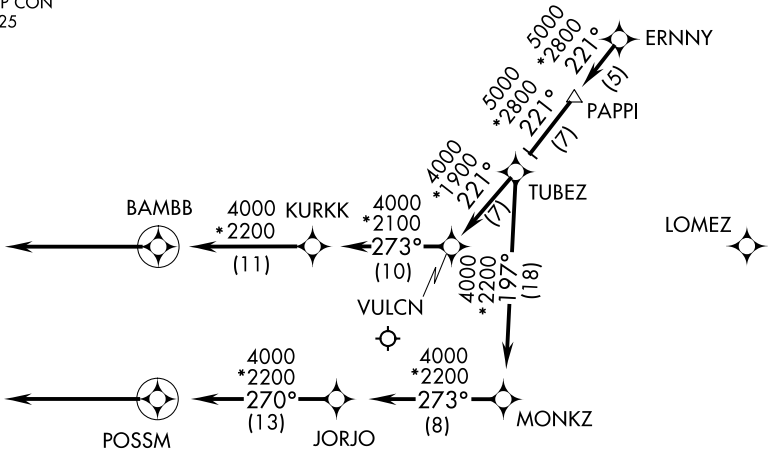 P CON
25
5000
*2800
221°
(5)
ERNNY
PAPPI
5000
*2800
221°
(7)
TUBEZ
4000
*1900
221°
(7)
LOMEZ
BAMBB
4000
*2200
(11)
KURKK
4000
*2100
273°
(10)
VULCN
4000
*2200
197°
(18)
POSSM
4000
*2200
270°
(13)
JORJO
4000
*2200
273°
(8)
MONKZ